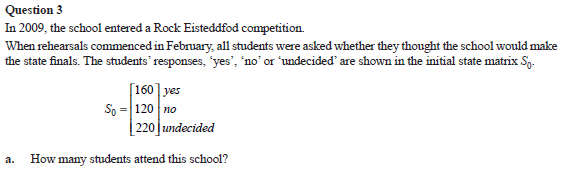 Question 3
In 2009, the school entered a Rock Eisteddfod competition.
When rehearsals commenced in February, all students were asked whether they thought the school would make
the state finals. The students’ responses, ‘yes’, ‘no’ or ‘undecided’ are shown in the initial state matrix S₀.
160 yes
S₀ = 120 no
220 undecided
a. How many students attend this school?